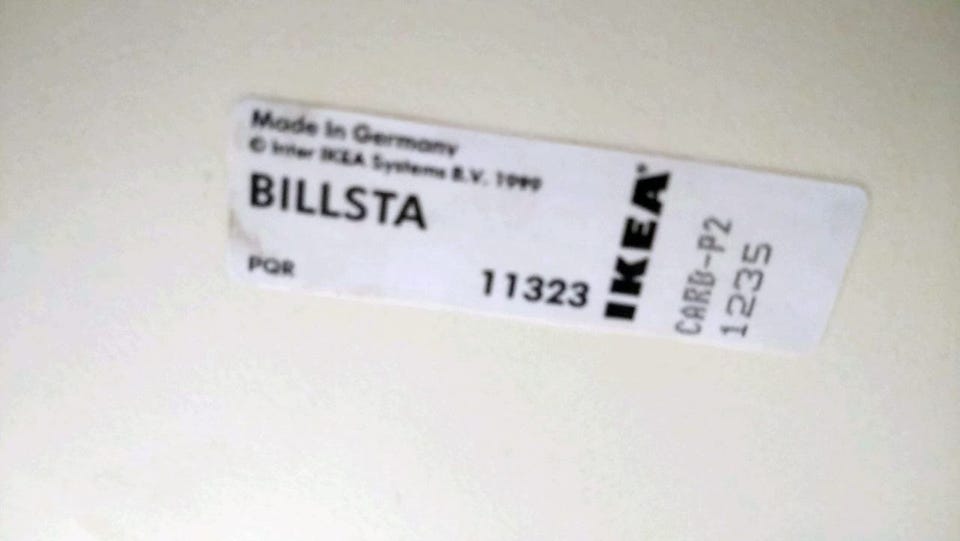 Made in Germany
© Inter IKEA Systems B.V. 1999
BILLSTA
PQR
11323
IKEA®
CARB-P2
1235